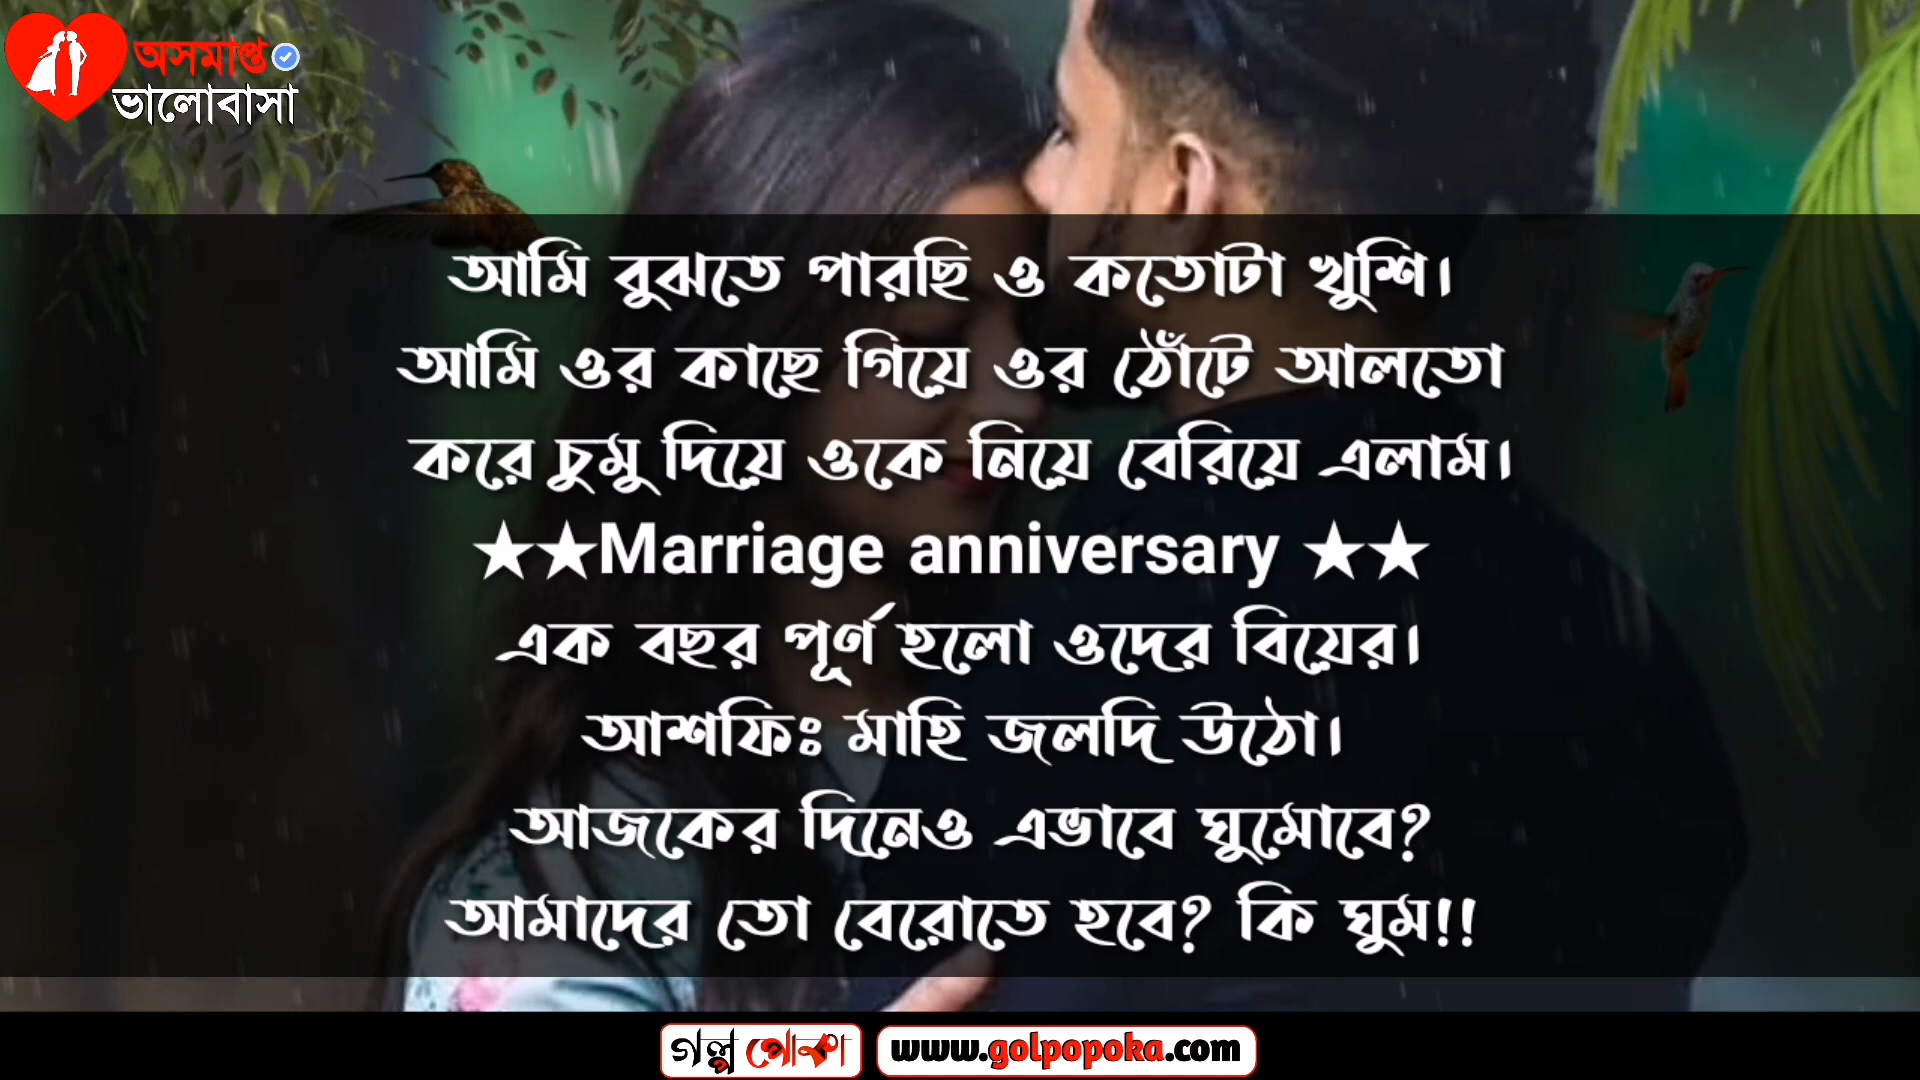 অসমাপ্ত
ভালোবাসা
আমি বুঝতে পারছি ও কতোটা খুশি।
আমি ওর কাছে গিয়ে ওর ঠোঁটে আলতো
করে চুমু দিয়ে ওকে নিয়ে বেরিয়ে এলাম।
★★Marriage anniversary ★★
এক বছর পূর্ণ হলো ওদের বিয়ের।
আশফিঃ মাহি জলদি উঠো।
আজকের দিনেও এভাবে ঘুমোবে?
আমাদের তো বেরোতে হবে? কি ঘুম!!
গল্প পোকা www.golpopoka.com